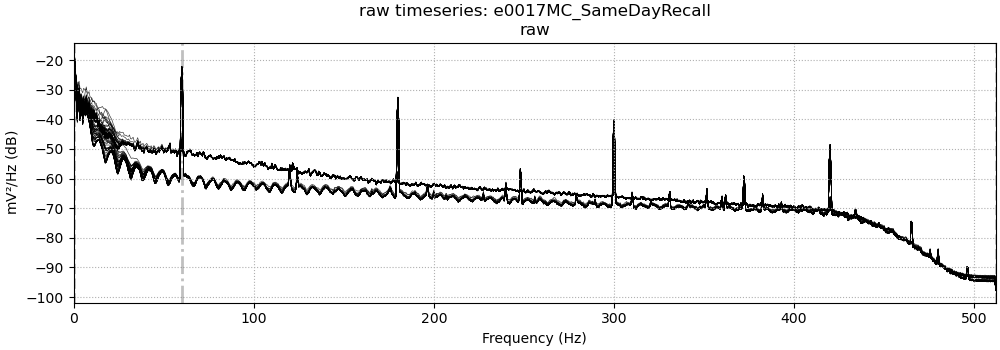 raw timeseries: e0017MC_SameDayRecall
raw
mV²/Hz (dB)
−20
−30
−40
−50
−60
−70
−80
−90
−100
0 100 200 300 400 500
Frequency (Hz)